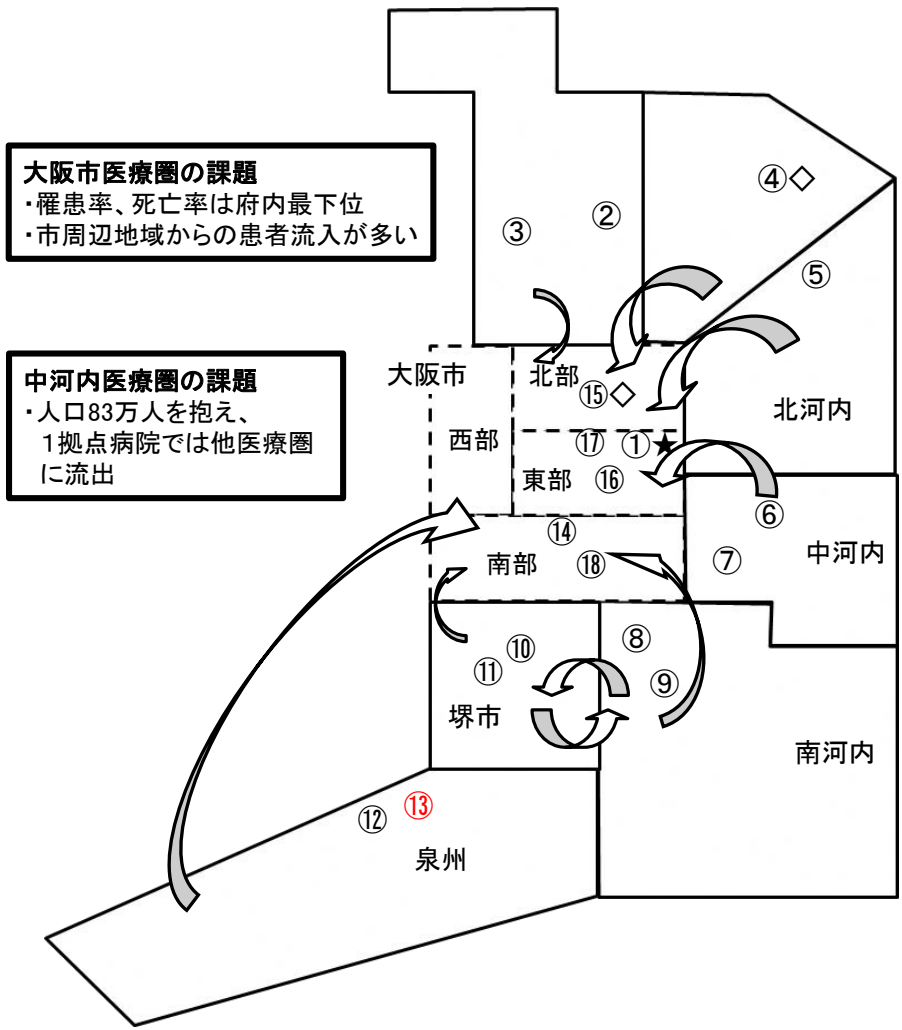 大阪市医療圏の課題
・罹患率、死亡率は府内最下位
・市周辺地域からの患者流入が多い
④◇
②
③
⑤
中河内医療圏の課題
・人口83万人を抱え、
１拠点病院では他医療圏
に流出
大阪市
北部
⑮◇
北河内
西部
⑰
①★
東部
⑯
⑥
⑭
南部
⑱
⑦
中河内
⑧
⑩
⑪
⑨
堺市
南河内
⑫
⑬
泉州